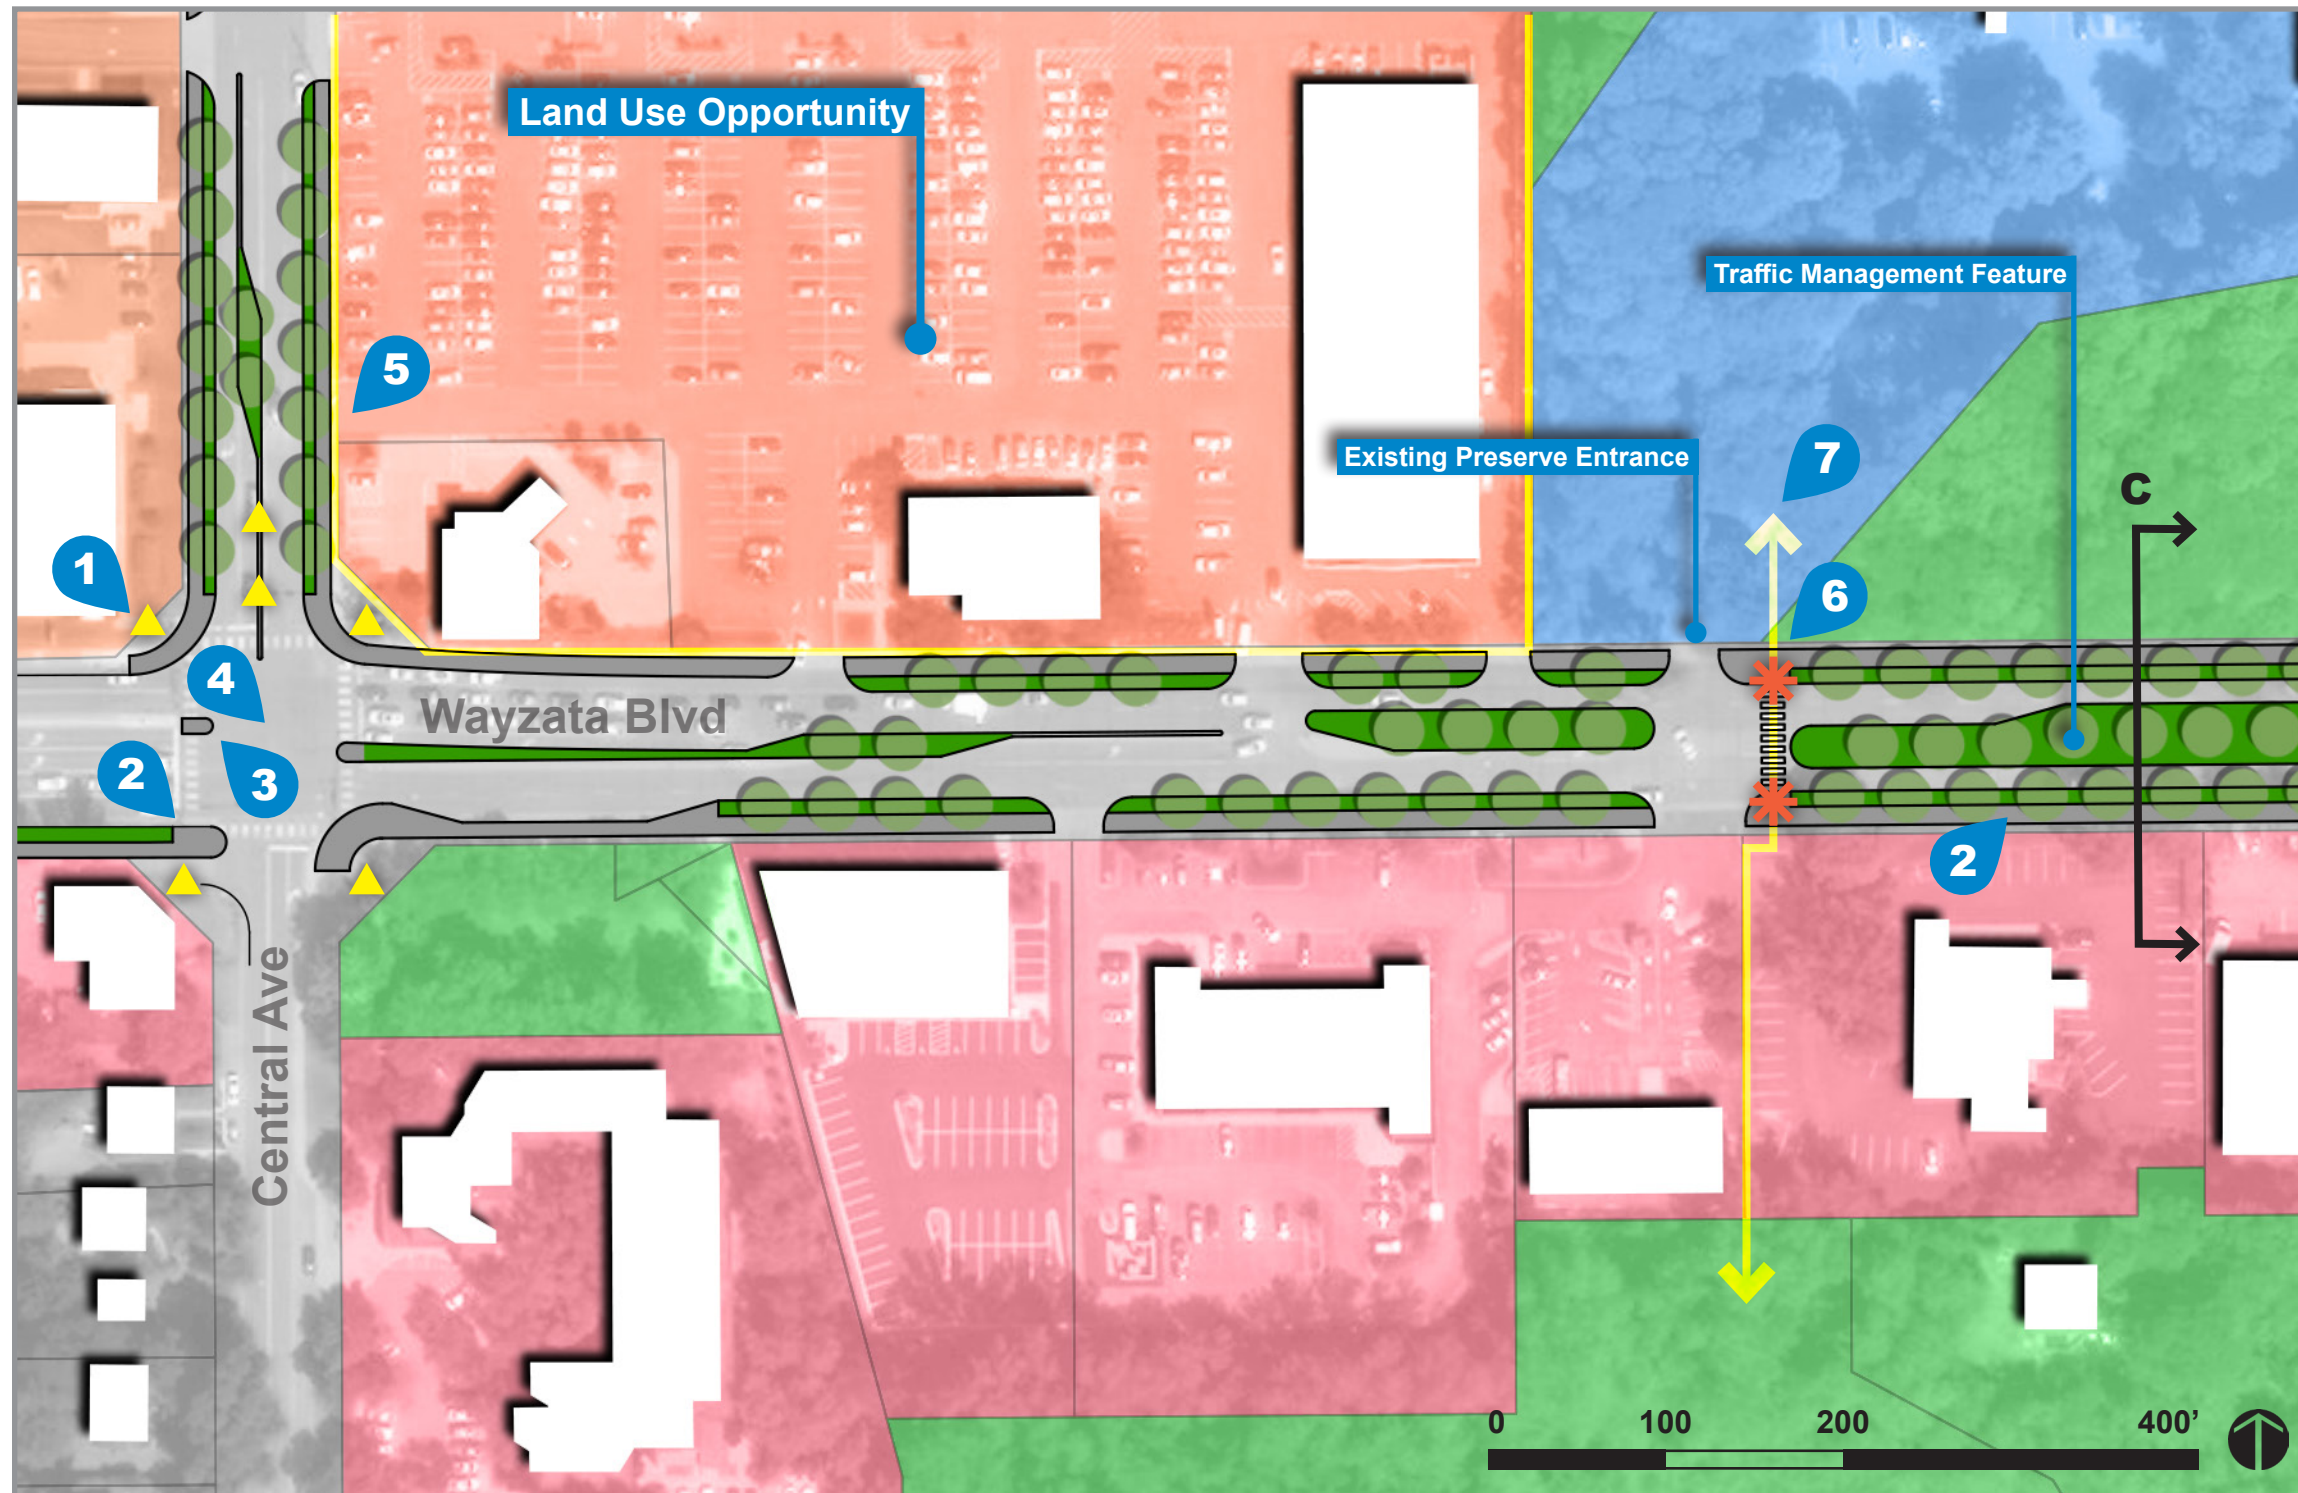 Land Use Opportunity
Traffic Management Feature
5
Existing Preserve Entrance
7
C
1
6
4
Wayzata Blvd
2
3
2
Central Ave
0 100 200 400’